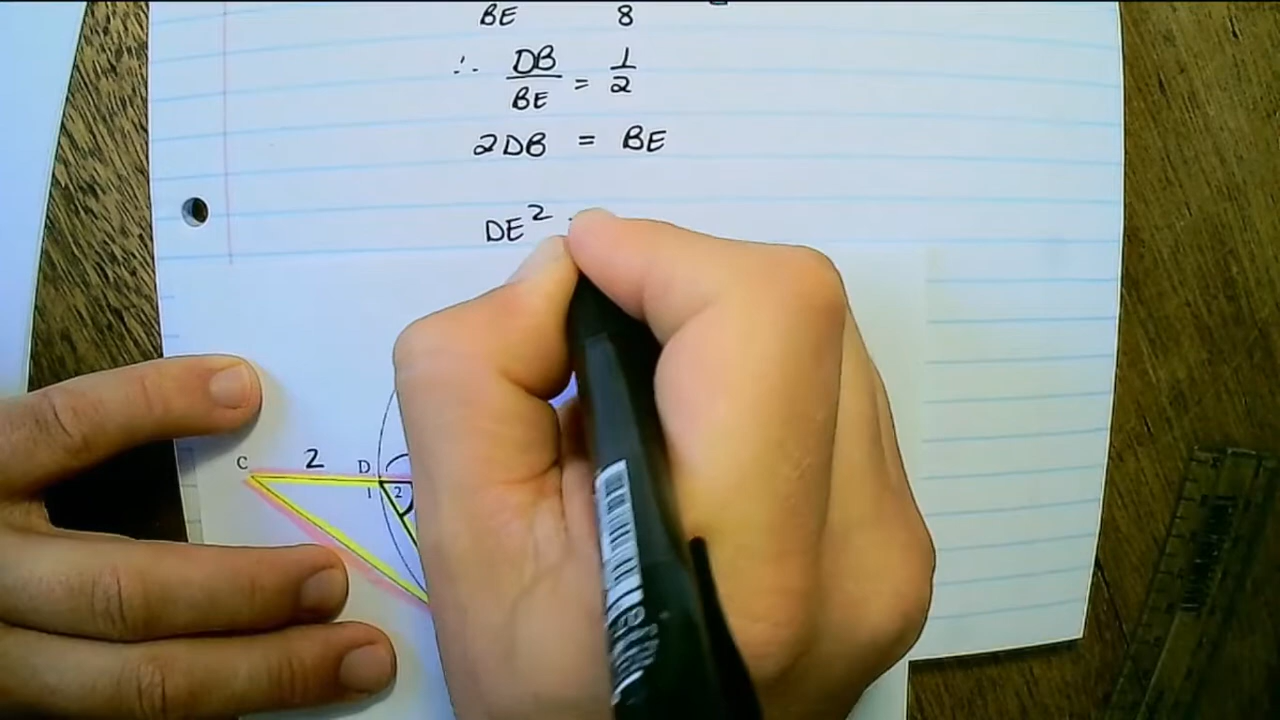 BE 8
∴ DB/BE = 1/2
2DB = BE
DE²
C 2 D
1 2